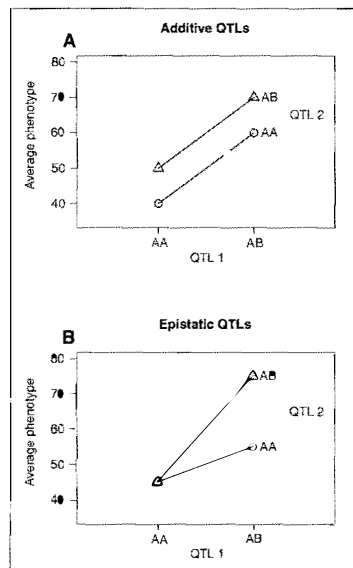 A
Additive QTLs
Average phenotype
80
70
60
50
40
AB
AA
QTL 2
AA
AB
QTL 1
B
Epistatic QTLs
Average phenotype
80
70
60
50
40
AB
AA
QTL 2
AA
AB
QTL 1